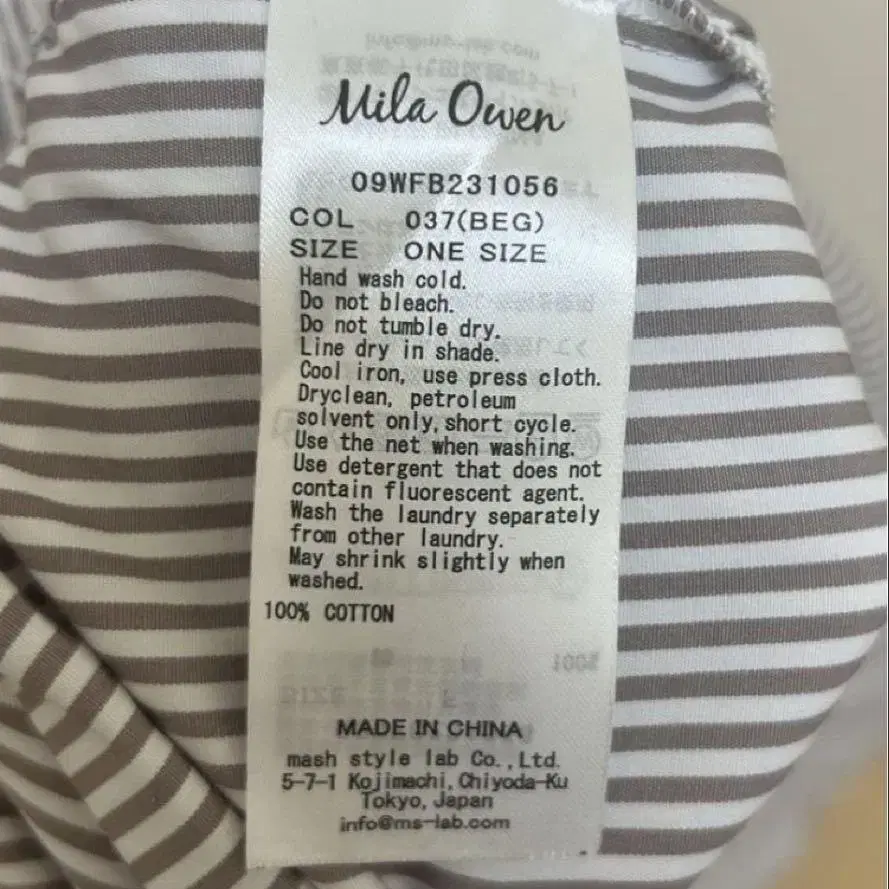 Mila Owen
09WFB231056
COL 037(BEG)
SIZE ONE SIZE
Hand wash cold.
Do not bleach.
Do not tumble dry.
Line dry in shade.
Cool iron, use press cloth.
Dryclean, petroleum
solvent only, short cycle.
Use the net when washing.
Use detergent that does not
contain fluorescent agent.
Wash the laundry separately
from other laundry.
May shrink slightly when
washed.
100% COTTON
MADE IN CHINA
mash style lab Co.,Ltd.
5-7-1 Kojimachi, Chiyoda-Ku
Tokyo, Japan
info@ms-lab.com